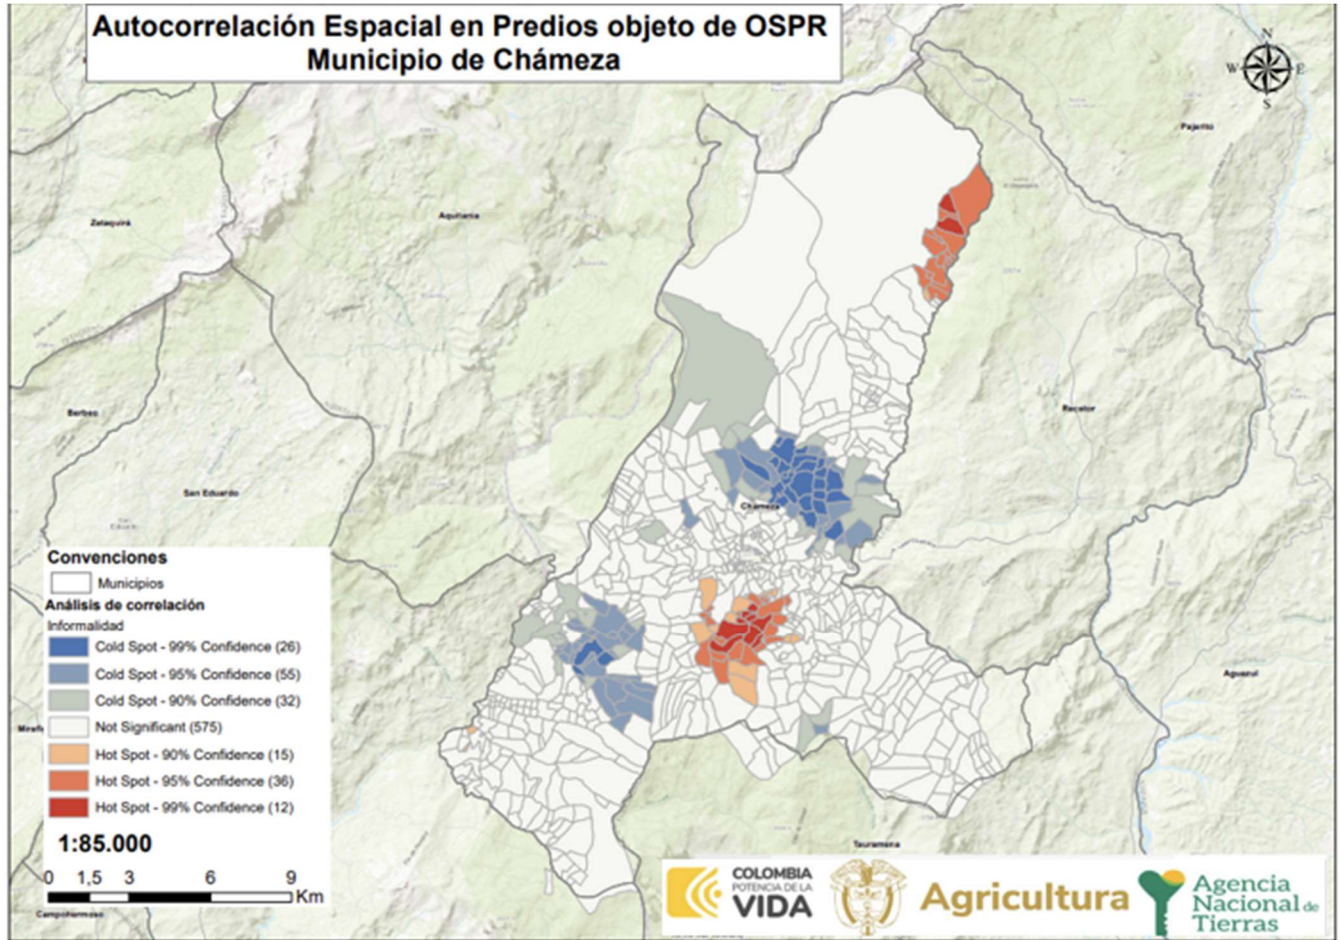 Autocorrelación Espacial en Predios objeto de OSPR
Municipio de Chámeza
N
W
E
S
Pajarito
Zetaquirá
Aquitania
Berbeo
Recetor
San Eduardo
Chámeza
Aguazul
Tauramena
Campohermoso
Convenciones
Municipios
Análisis de correlación
Informalidad
Cold Spot - 99% Confidence (26)
Cold Spot - 95% Confidence (55)
Cold Spot - 90% Confidence (32)
Not Significant (575)
Hot Spot - 90% Confidence (15)
Hot Spot - 95% Confidence (36)
Hot Spot - 99% Confidence (12)
1:85.000
0 1,5 3 6 9
Km
COLOMBIA
POTENCIA DE LA
VIDA
Agricultura
Agencia
Nacional de
Tierras